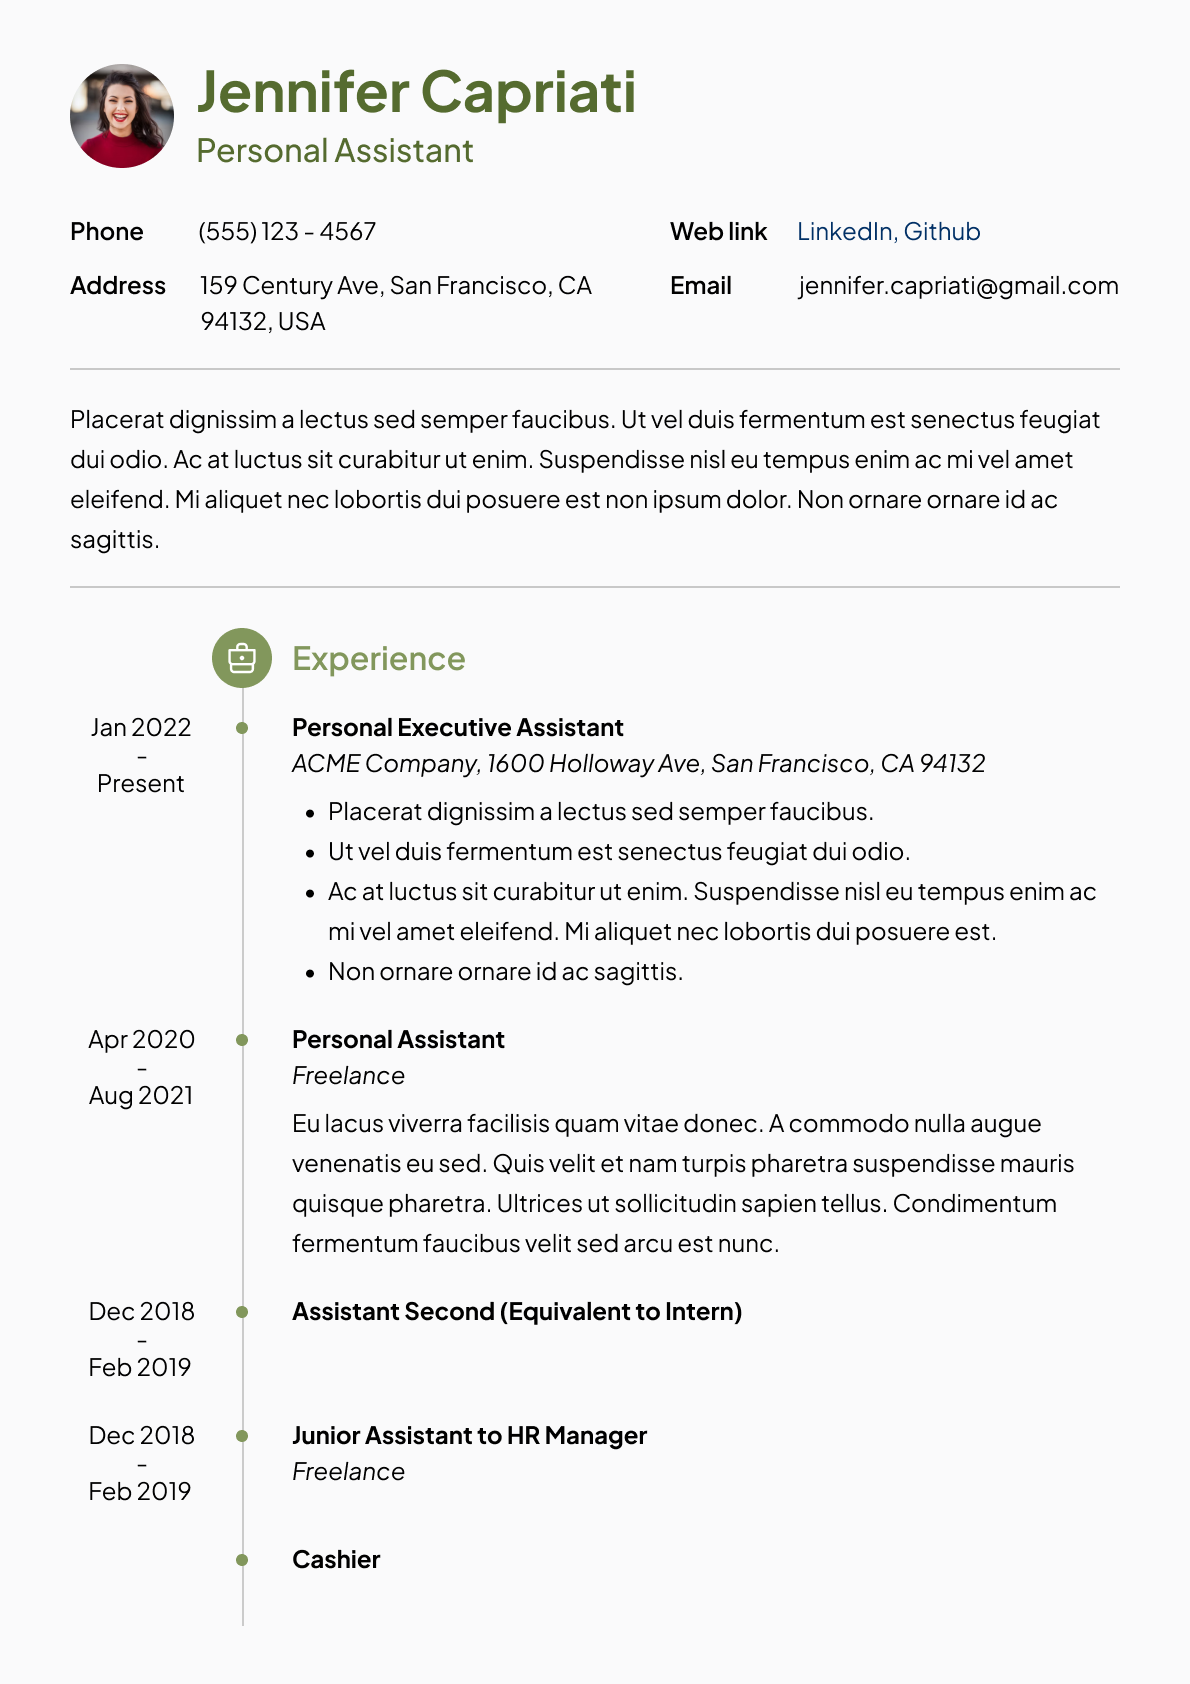 Jennifer Capriati
Personal Assistant
Phone (555) 123 - 4567
Web link LinkedIn, Github
Address 159 Century Ave, San Francisco, CA
94132, USA
Email jennifer.capriati@gmail.com
Placerat dignissim a lectus sed semper faucibus. Ut vel duis fermentum est senectus feugiat
dui odio. Ac at luctus sit curabitur ut enim. Suspendisse nisl eu tempus enim ac mi vel amet
eleifend. Mi aliquet nec lobortis dui posuere est non ipsum dolor. Non ornare ornare id ac
sagittis.
Experience
Jan 2022
-
Present
Personal Executive Assistant
ACME Company, 1600 Holloway Ave, San Francisco, CA 94132
• Placerat dignissim a lectus sed semper faucibus.
• Ut vel duis fermentum est senectus feugiat dui odio.
• Ac at luctus sit curabitur ut enim. Suspendisse nisl eu tempus enim ac
mi vel amet eleifend. Mi aliquet nec lobortis dui posuere est.
• Non ornare ornare id ac sagittis.
Apr 2020
-
Aug 2021
Personal Assistant
Freelance
Eu lacus viverra facilisis quam vitae donec. A commodo nulla augue
venenatis eu sed. Quis velit et nam turpis pharetra suspendisse mauris
quisque pharetra. Ultrices ut sollicitudin sapien tellus. Condimentum
fermentum faucibus velit sed arcu est nunc.
Dec 2018
-
Feb 2019
Assistant Second (Equivalent to Intern)
Dec 2018
-
Feb 2019
Junior Assistant to HR Manager
Freelance
Cashier